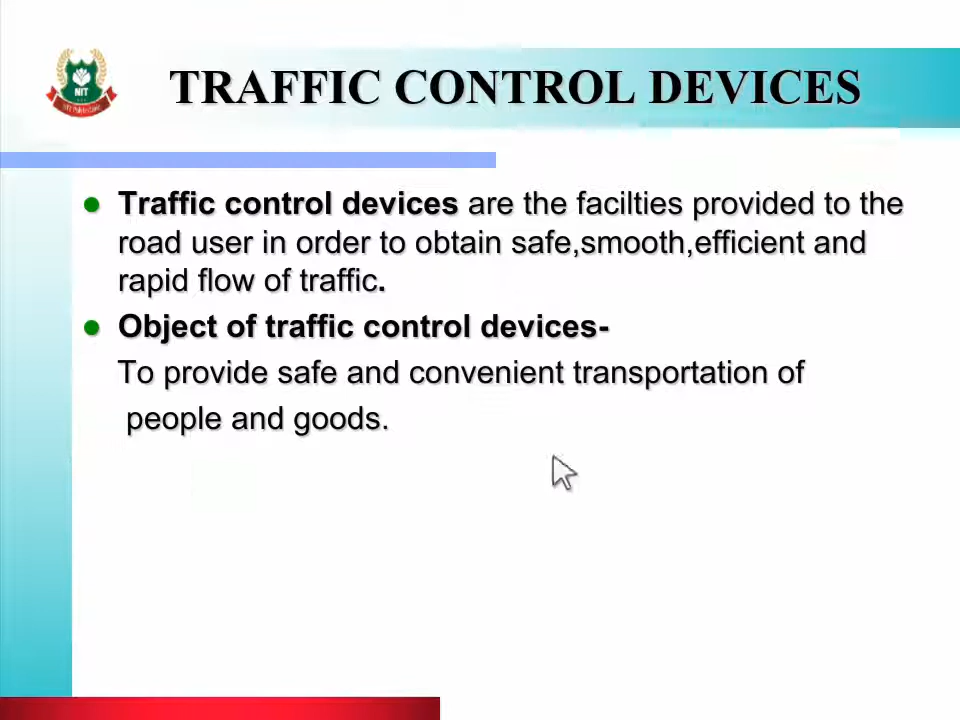 NIT
TRAFFIC CONTROL DEVICES
Traffic control devices are the facilties provided to the
road user in order to obtain safe,smooth,efficient and
rapid flow of traffic.
Object of traffic control devices-
To provide safe and convenient transportation of
people and goods.